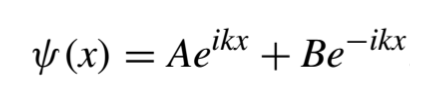 ψ(x) = Ae^{ikx} + Be^{-ikx}